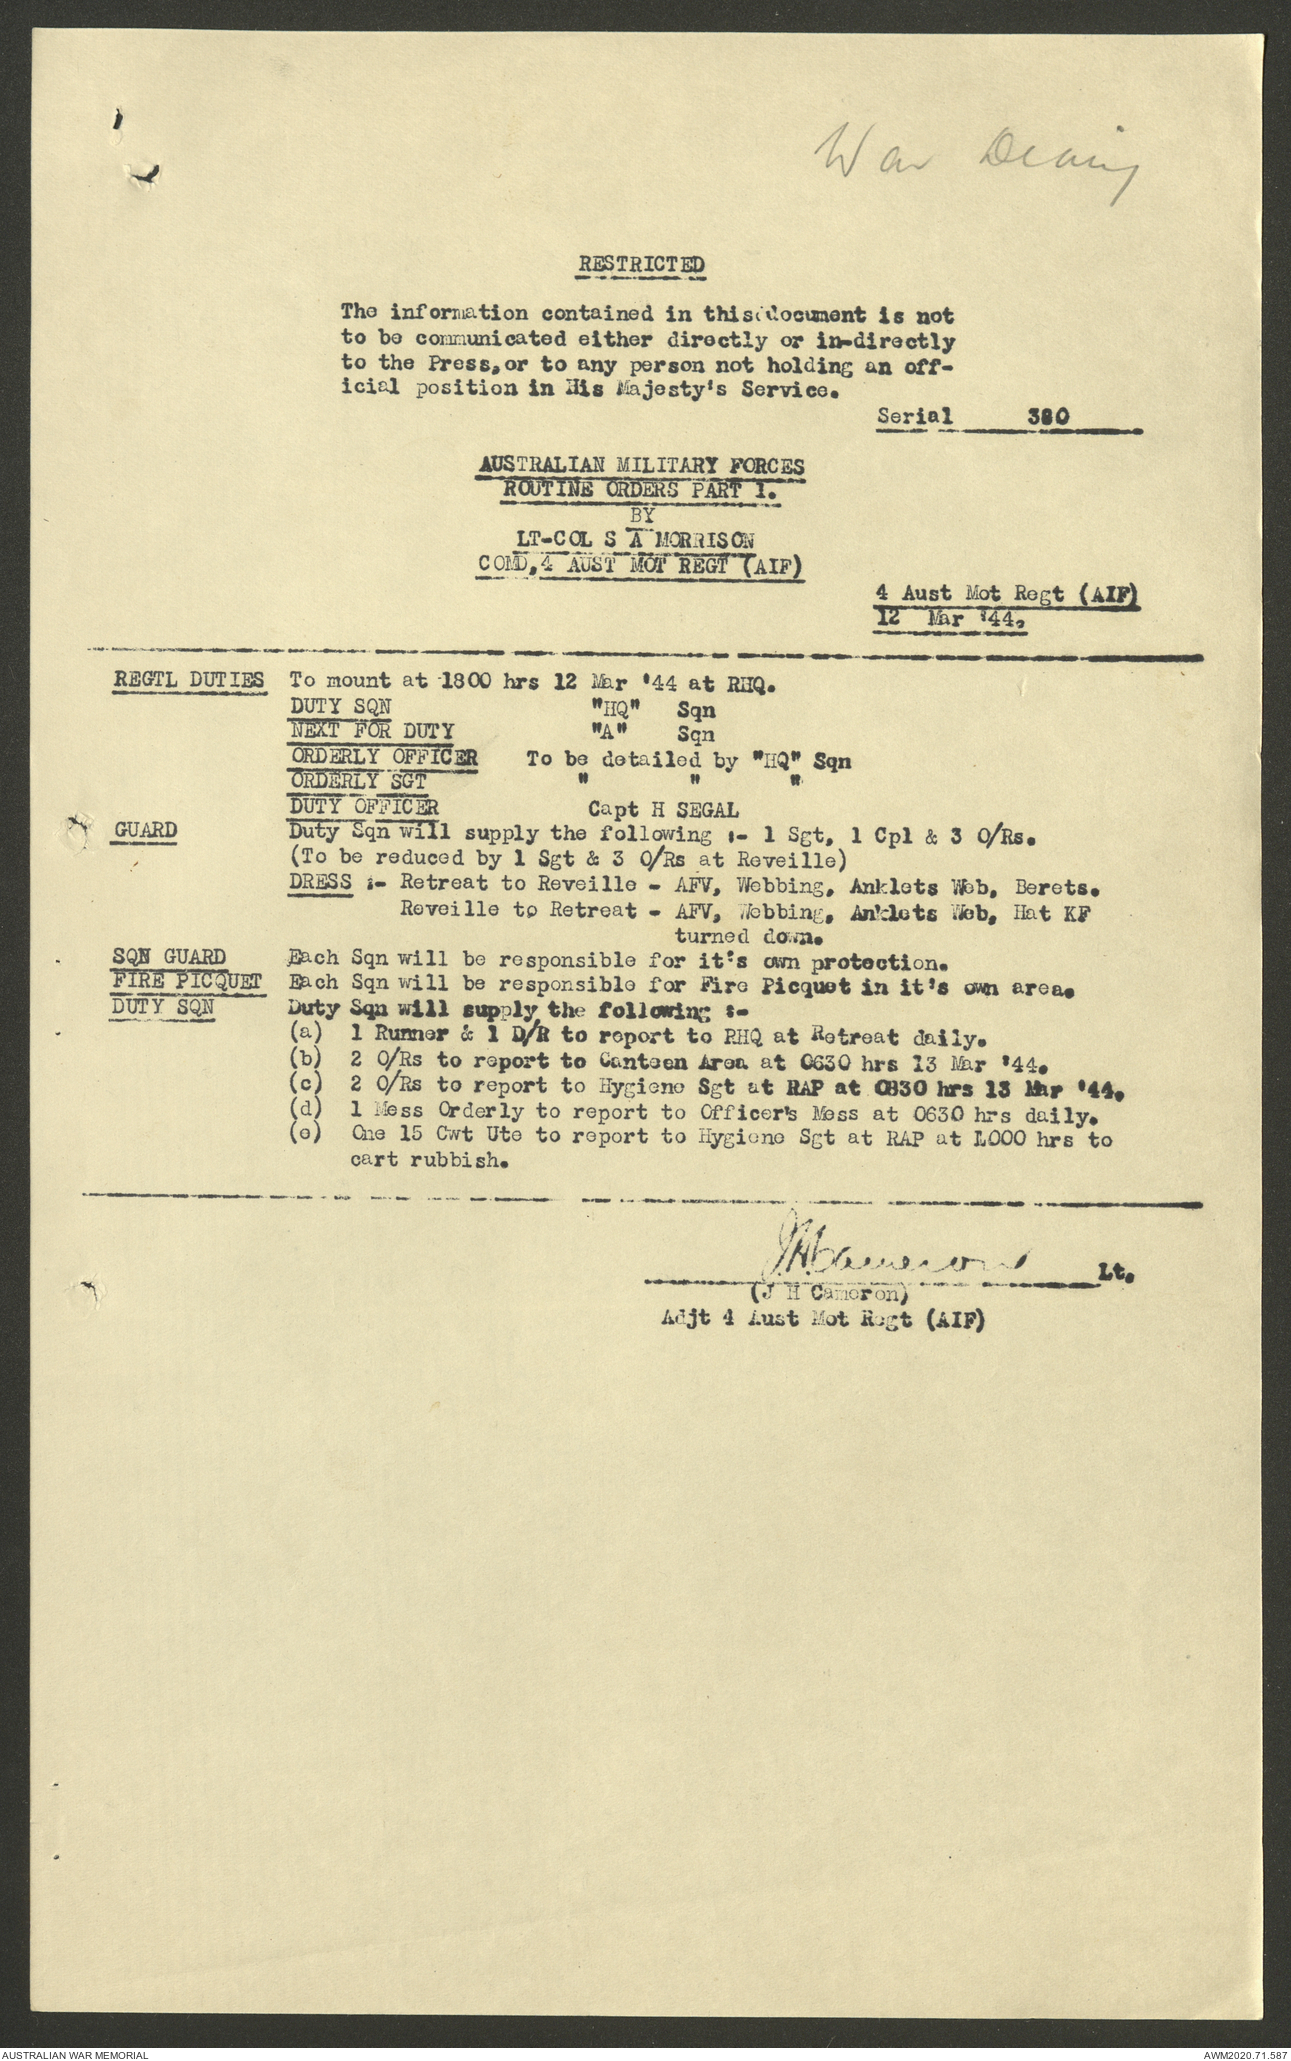 War Diary
RESTRICTED
The information contained in this document is not
to be communicated either directly or in-directly
to the Press,or to any person not holding an off-
icial position in His Majesty's Service.
Serial 380
AUSTRALIAN MILITARY FORCES
ROUTINE ORDERS PART 1.
BY
LT-COL S A MORRISON
COMD,4 AUST MOT REGT (AIF)
4 Aust Mot Regt (AIF)
12 Mar '44.
REGTL DUTIES To mount at 1800 hrs 12 Mar '44 at RHQ.
DUTY SQN "HQ" Sqn
NEXT FOR DUTY "A" Sqn
ORDERLY OFFICER To be detailed by "HQ" Sqn
ORDERLY SGT " " "
DUTY OFFICER Capt H SEGAL
GUARD Duty Sqn will supply the following :- 1 Sgt, 1 Cpl & 3 O/Rs.
(To be reduced by 1 Sgt & 3 O/Rs at Reveille)
DRESS :- Retreat to Reveille - AFV, Webbing, Anklets Web, Berets.
Reveille to Retreat - AFV, Webbing, Anklets Web, Hat KF
turned down.
SQN GUARD Each Sqn will be responsible for it's own protection.
FIRE PICQUET Each Sqn will be responsible for Fire Picquet in it's own area.
DUTY SQN Duty Sqn will supply the following :-
(a) 1 Runner & 1 D/R to report to RHQ at Retreat daily.
(b) 2 O/Rs to report to Canteen Area at 0630 hrs 13 Mar '44.
(c) 2 O/Rs to report to Hygiene Sgt at RAP at 0830 hrs 13 Mar '44.
(d) 1 Mess Orderly to report to Officer's Mess at 0630 hrs daily.
(e) One 15 Cwt Ute to report to Hygiene Sgt at RAP at 1000 hrs to
cart rubbish.
J.H.Cameron Lt.
(J H Cameron)
Adjt 4 Aust Mot Regt (AIF)
AUSTRALIAN WAR MEMORIAL AWM2020.71.587